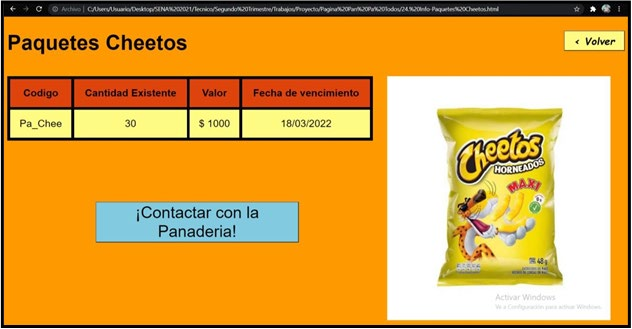 Archivo | C:/Users/Usuario/Desktop/SENA%202021/Tecnico/Segundo%20Trimestre/Trabajos/Proyecto/Pagina%20Pan%20Pa%20Todos/24.%20Info-Paquetes%20Cheetos.html
Paquetes Cheetos
< Volver
Codigo Cantidad Existente Valor Fecha de vencimiento
Pa_Chee 30 $ 1000 18/03/2022
¡Contactar con la
Panaderia!
Cheetos
HORNEADOS
MAXI
48 g
Activar Windows
Ve a Configuración para activar Windows.